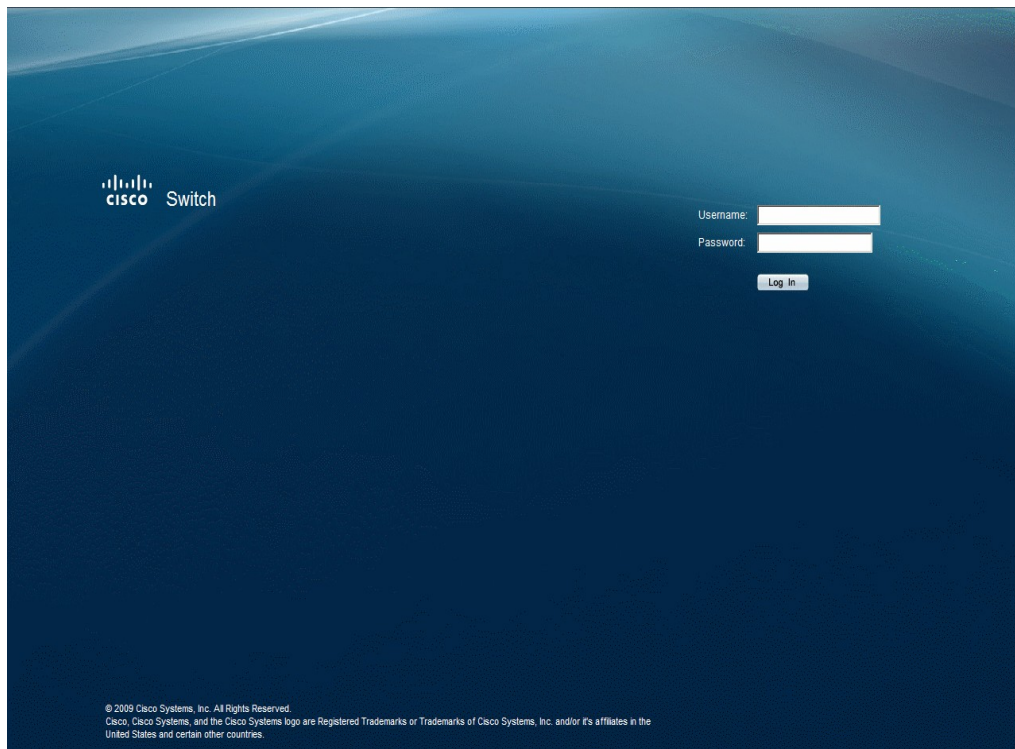 CISCO Switch
Username:
Password:
Log In
© 2009 Cisco Systems, Inc. All Rights Reserved.
Cisco, Cisco Systems, and the Cisco Systems logo are Registered Trademarks or Trademarks of Cisco Systems, Inc. and/or it's affiliates in the
United States and certain other countries.